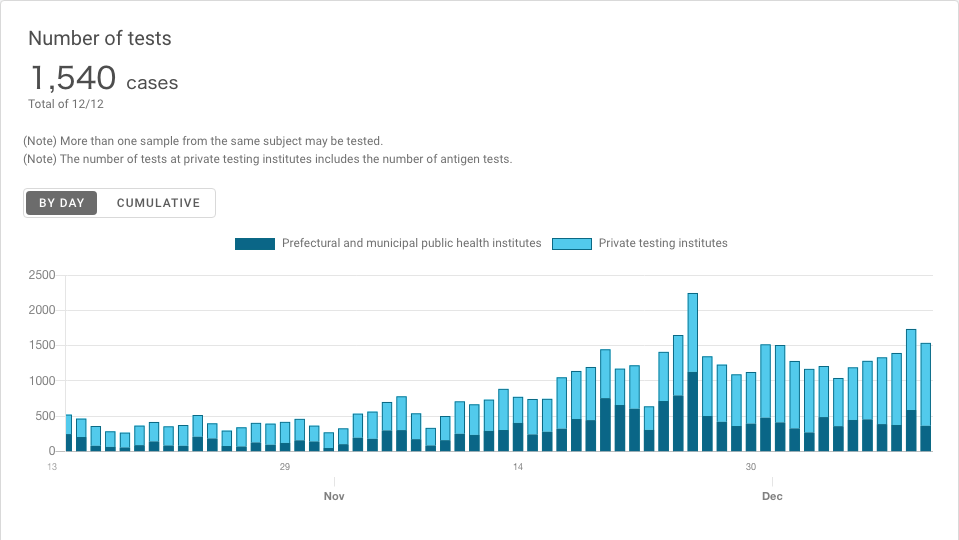 Number of tests
1,540 cases
Total of 12/12
(Note) More than one sample from the same subject may be tested.
(Note) The number of tests at private testing institutes includes the number of antigen tests.
BY DAY CUMULATIVE
Prefectural and municipal public health institutes Private testing institutes
2500
2000
1500
1000
500
0
13 29 14 30
Nov Dec